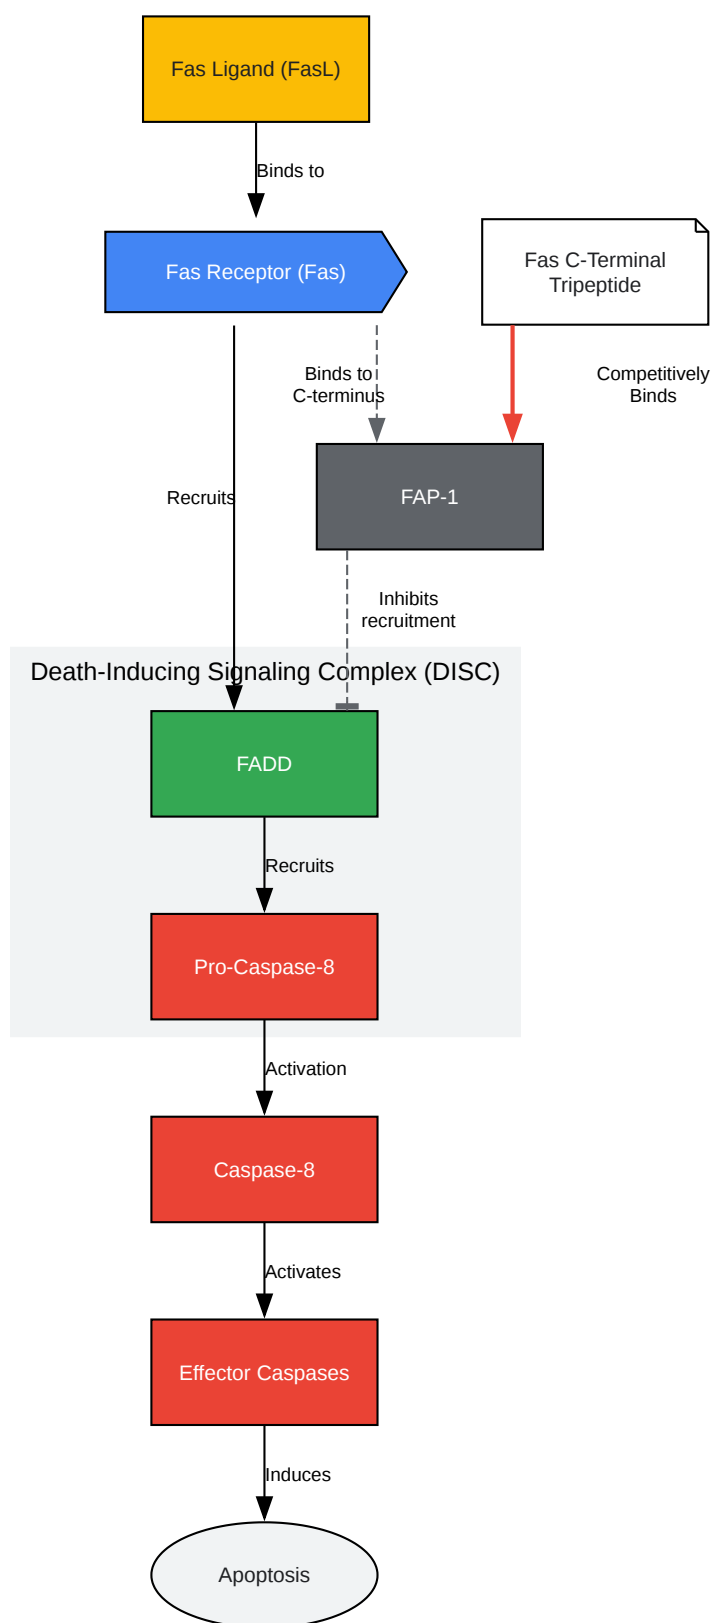 Fas Ligand (FasL)
Binds to
Fas Receptor (Fas)
Fas C-Terminal
Tripeptide
Binds to
C-terminus
Competitively
Binds
Recruits
FAP-1
Inhibits
recruitment
Death-Inducing Signaling Complex (DISC)
FADD
Recruits
Pro-Caspase-8
Activation
Caspase-8
Activates
Effector Caspases
Induces
Apoptosis